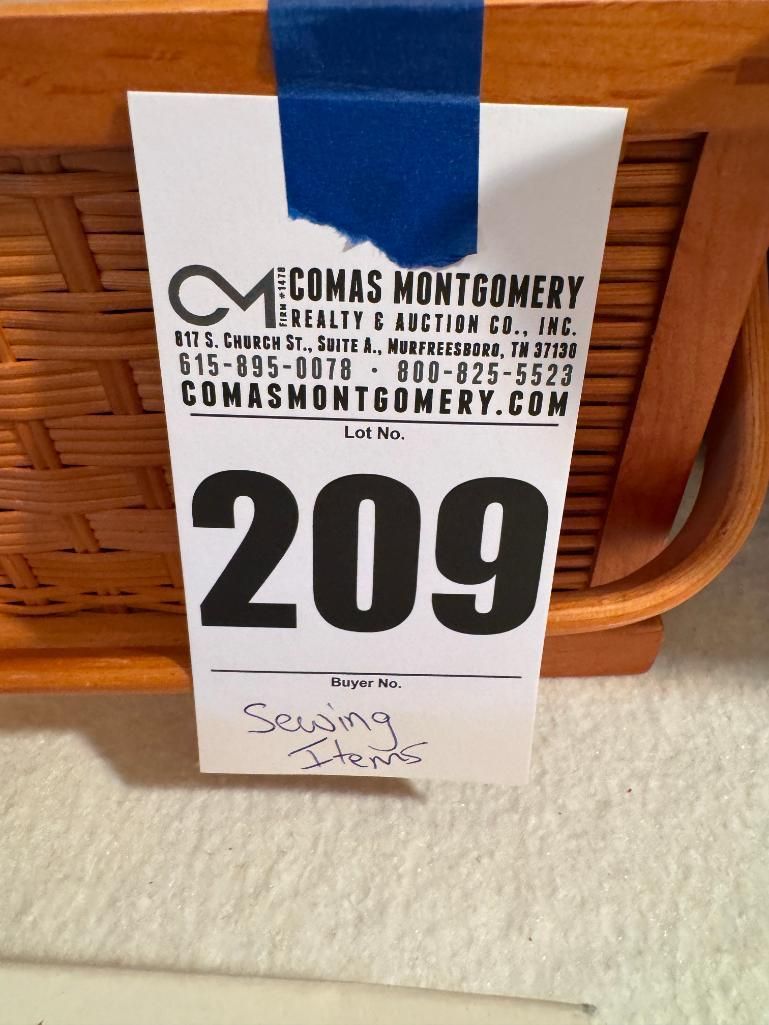 CM FIRM #1478 COMAS MONTGOMERY
REALTY & AUCTION CO., INC.
817 S. CHURCH ST., SUITE A., MURFREESBORO, TN 37130
615-895-0078 · 800-825-5523
COMASMONTGOMERY.COM
Lot No.
209
Buyer No.
Sewing
Items